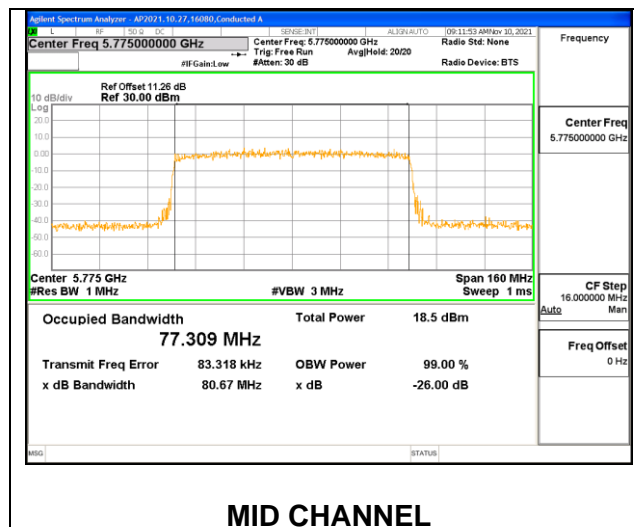 Agilent Spectrum Analyzer - AP2021.10.27,16080,Conducted A
L RF 50 Ω DC SENSE:INT ALIGN AUTO 09:11:53 AM Nov 10, 2021
Center Freq 5.775000000 GHz Center Freq: 5.775000000 GHz Radio Std: None Frequency
Trig: Free Run Avg|Hold: 20/20
#IFGain:Low #Atten: 30 dB Radio Device: BTS
Ref Offset 11.26 dB
10 dB/div Ref 30.00 dBm
Log
20.0
10.0
0.00
-10.0
-20.0
-30.0
-40.0
-50.0
-60.0
Center Freq
5.775000000 GHz
Center 5.775 GHz Span 160 MHz
#Res BW 1 MHz #VBW 3 MHz Sweep 1 ms
CF Step
16.000000 MHz
Auto Man
Occupied Bandwidth Total Power 18.5 dBm
77.309 MHz
Transmit Freq Error 83.318 kHz OBW Power 99.00 %
x dB Bandwidth 80.67 MHz x dB -26.00 dB
Freq Offset
0 Hz
MSG STATUS
MID CHANNEL